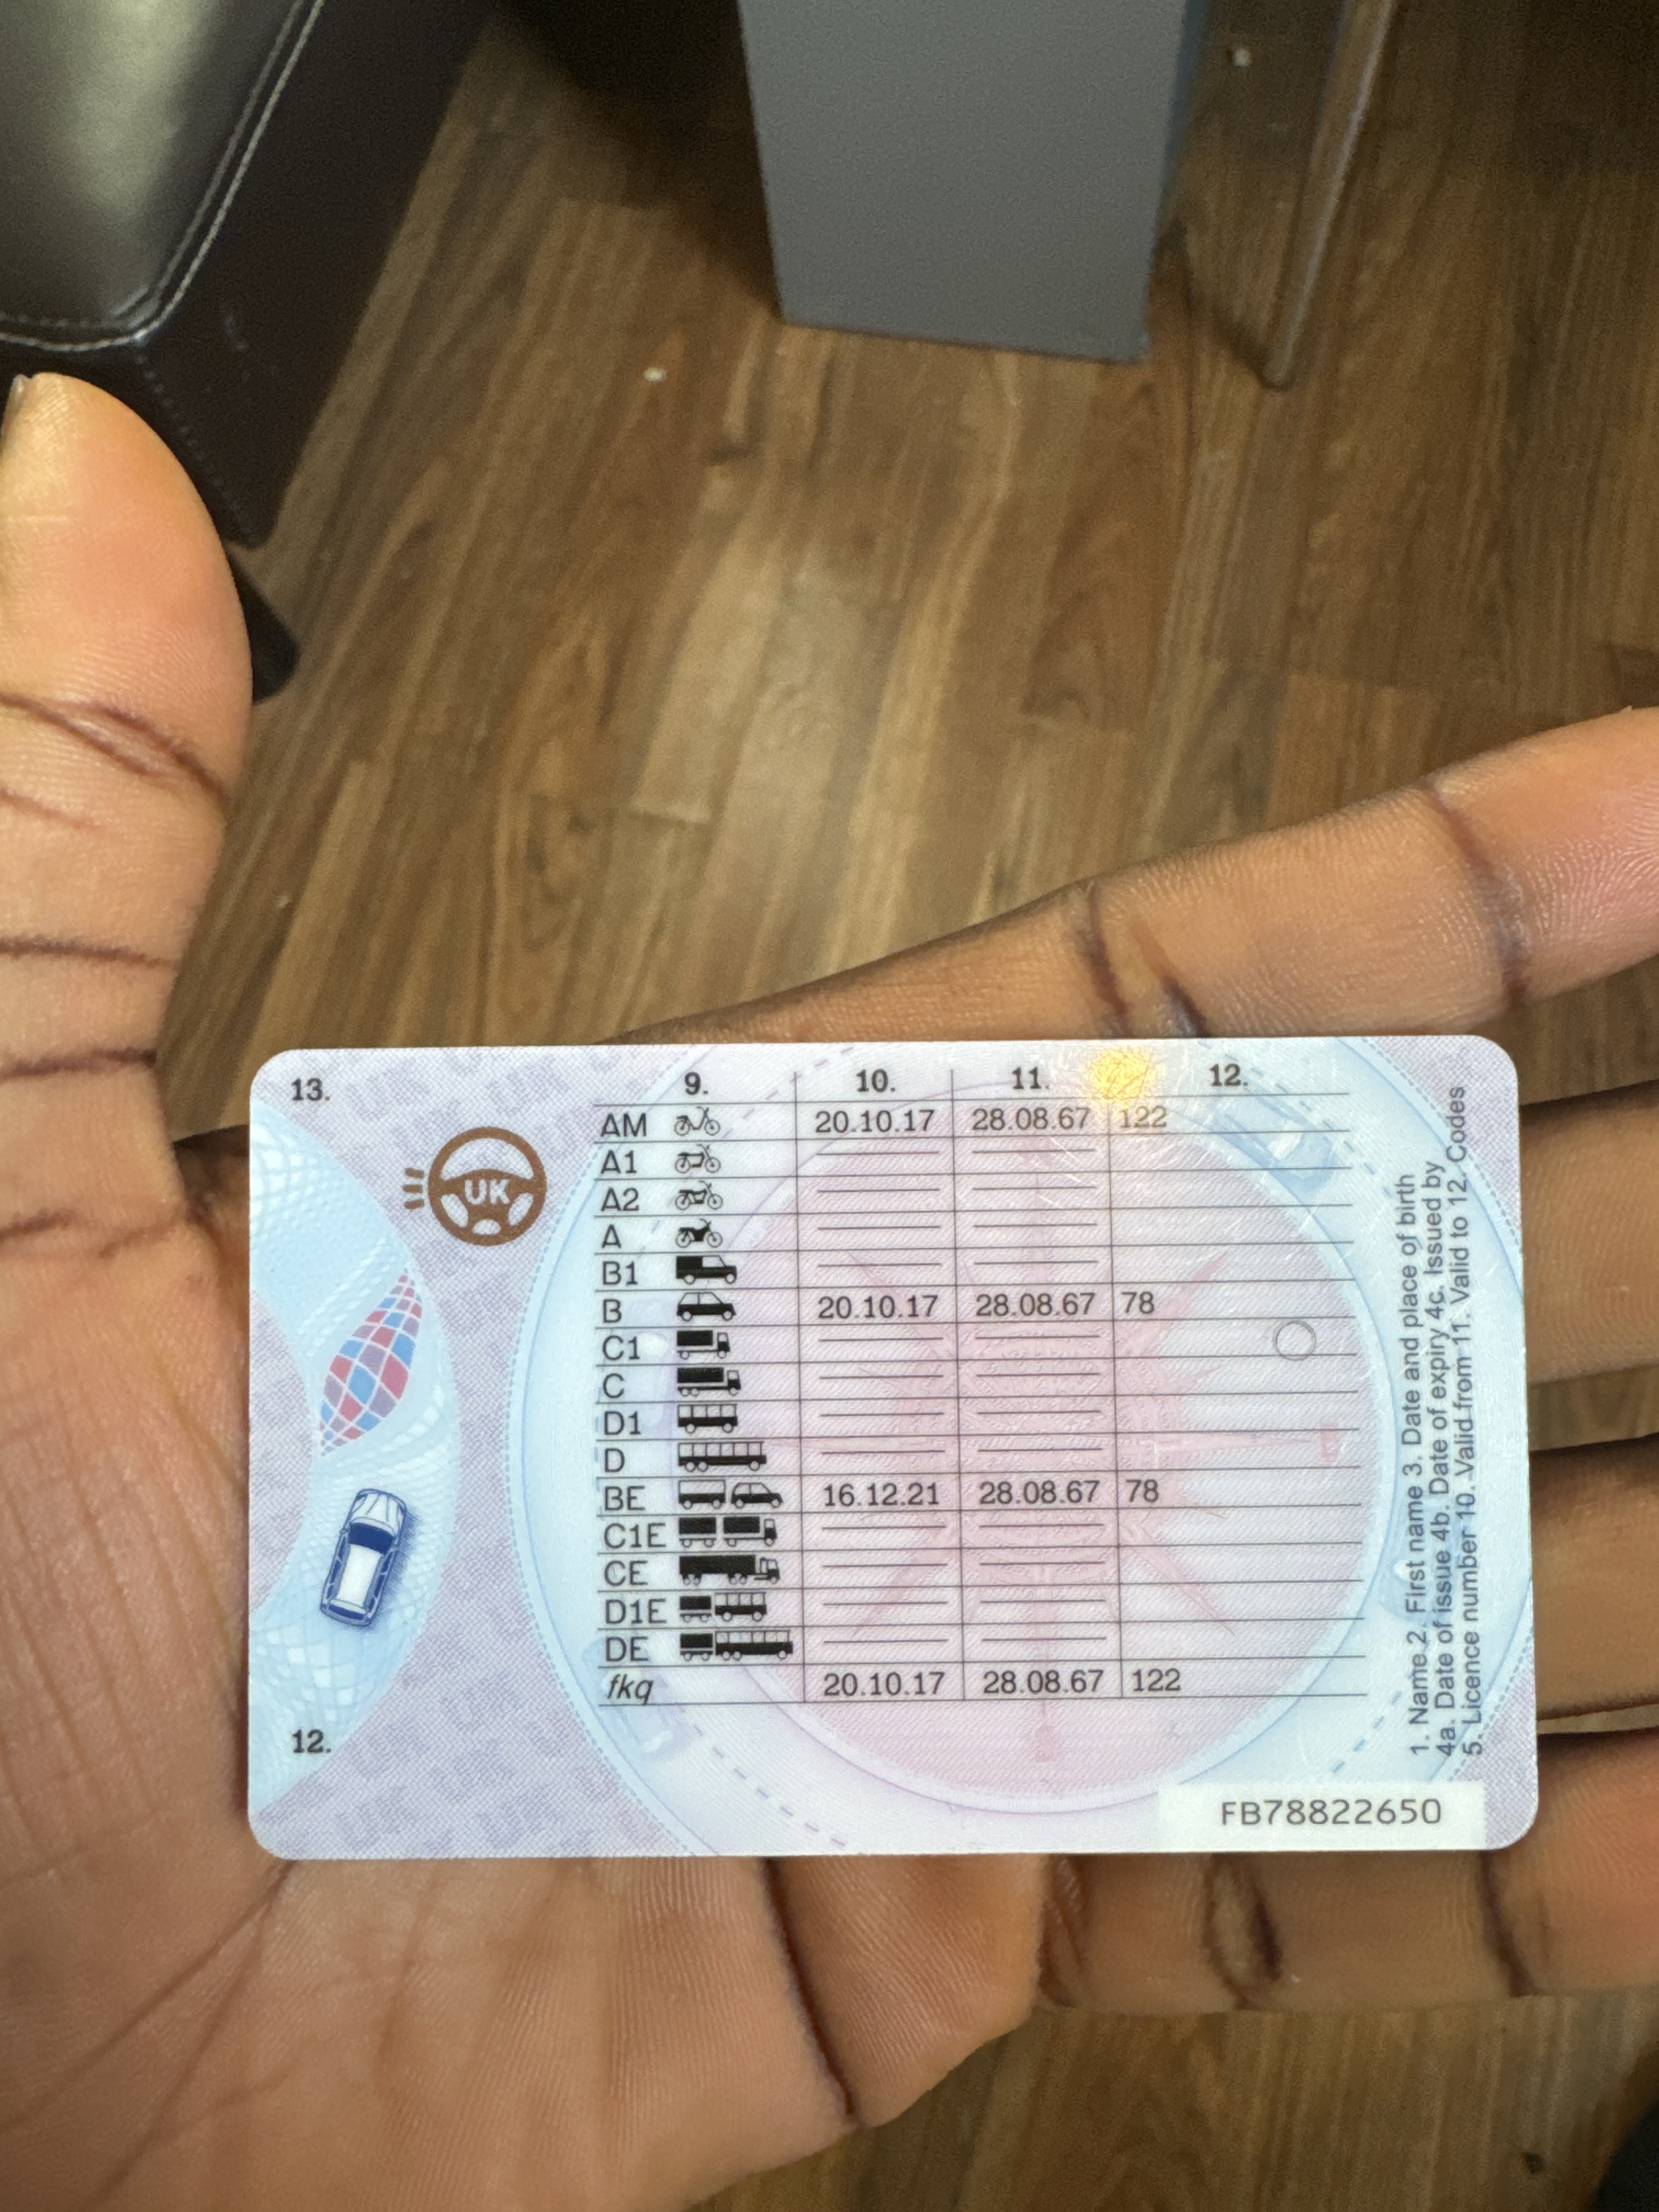 13. 9. 10. 11. 12.
UK
AM 20.10.17 28.08.67 122
A1
A2
A
B1
B 20.10.17 28.08.67 78
C1
C
D1
D
BE 16.12.21 28.08.67 78
C1E
CE
D1E
DE
fkq 20.10.17 28.08.67 122
12.
1. Name 2. First name 3. Date and place of birth
4a. Date of issue 4b. Date of expiry 4c. Issued by
5. Licence number 10. Valid from 11. Valid to 12. Codes
FB78822650